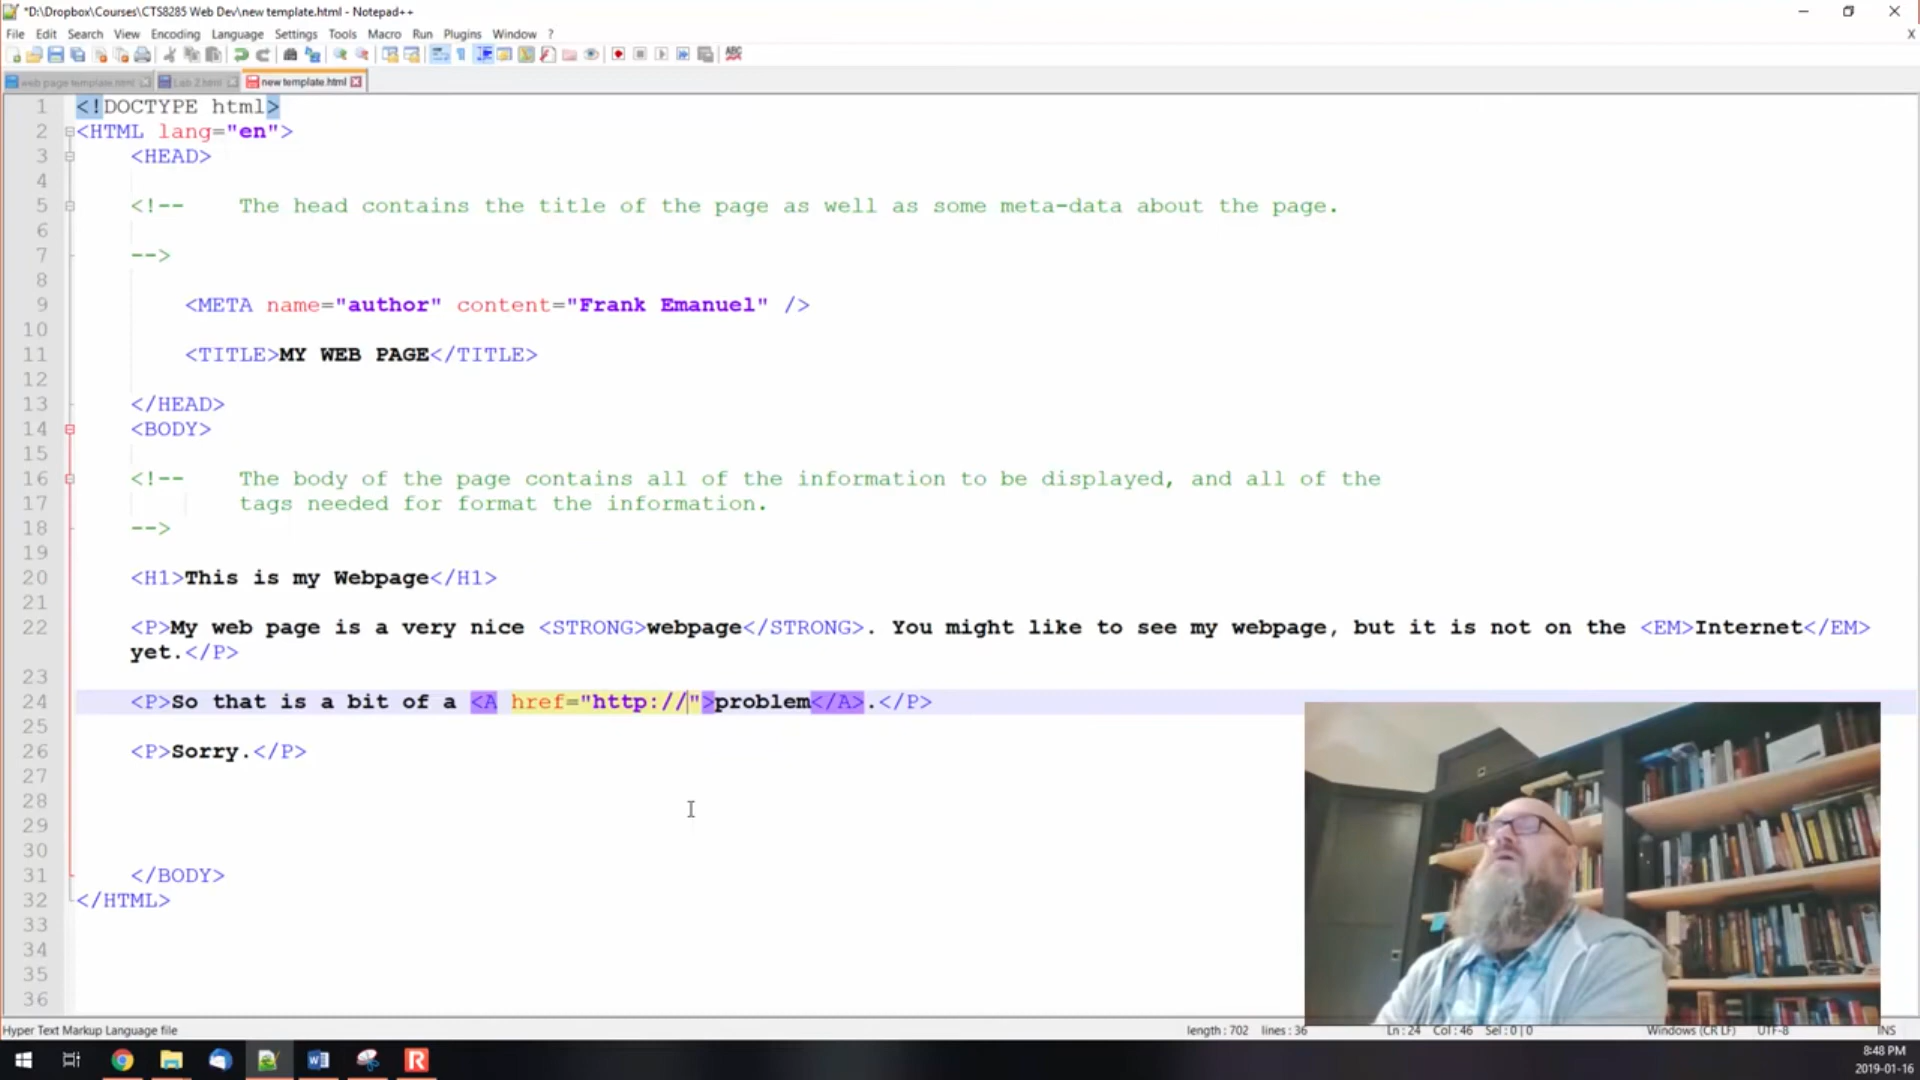 *D:\Dropbox\Courses\CTS8285 Web Dev\new template.html - Notepad++
File Edit Search View Encoding Language Settings Tools Macro Run Plugins Window ? X
web page template.html Lab 2.html new template.html
1 <!DOCTYPE html>
2 <HTML lang="en">
3 <HEAD>
4
5 <!-- The head contains the title of the page as well as some meta-data about the page.
6
7 -->
8
9 <META name="author" content="Frank Emanuel" />
10
11 <TITLE>MY WEB PAGE</TITLE>
12
13 </HEAD>
14 <BODY>
15
16 <!-- The body of the page contains all of the information to be displayed, and all of the
17 tags needed for format the information.
18 -->
19
20 <H1>This is my Webpage</H1>
21
22 <P>My web page is a very nice <STRONG>webpage</STRONG>. You might like to see my webpage, but it is not on the <EM>Internet</EM>
yet.</P>
23
24 <P>So that is a bit of a <A href="http://">problem</A>.</P>
25
26 <P>Sorry.</P>
27
28
29
30
31 </BODY>
32 </HTML>
33
34
35
36
Hyper Text Markup Language file length : 702 lines : 36 Ln : 24 Col : 46 Sel : 0 | 0 Windows (CR LF) UTF-8 INS
8:48 PM
2019-01-16